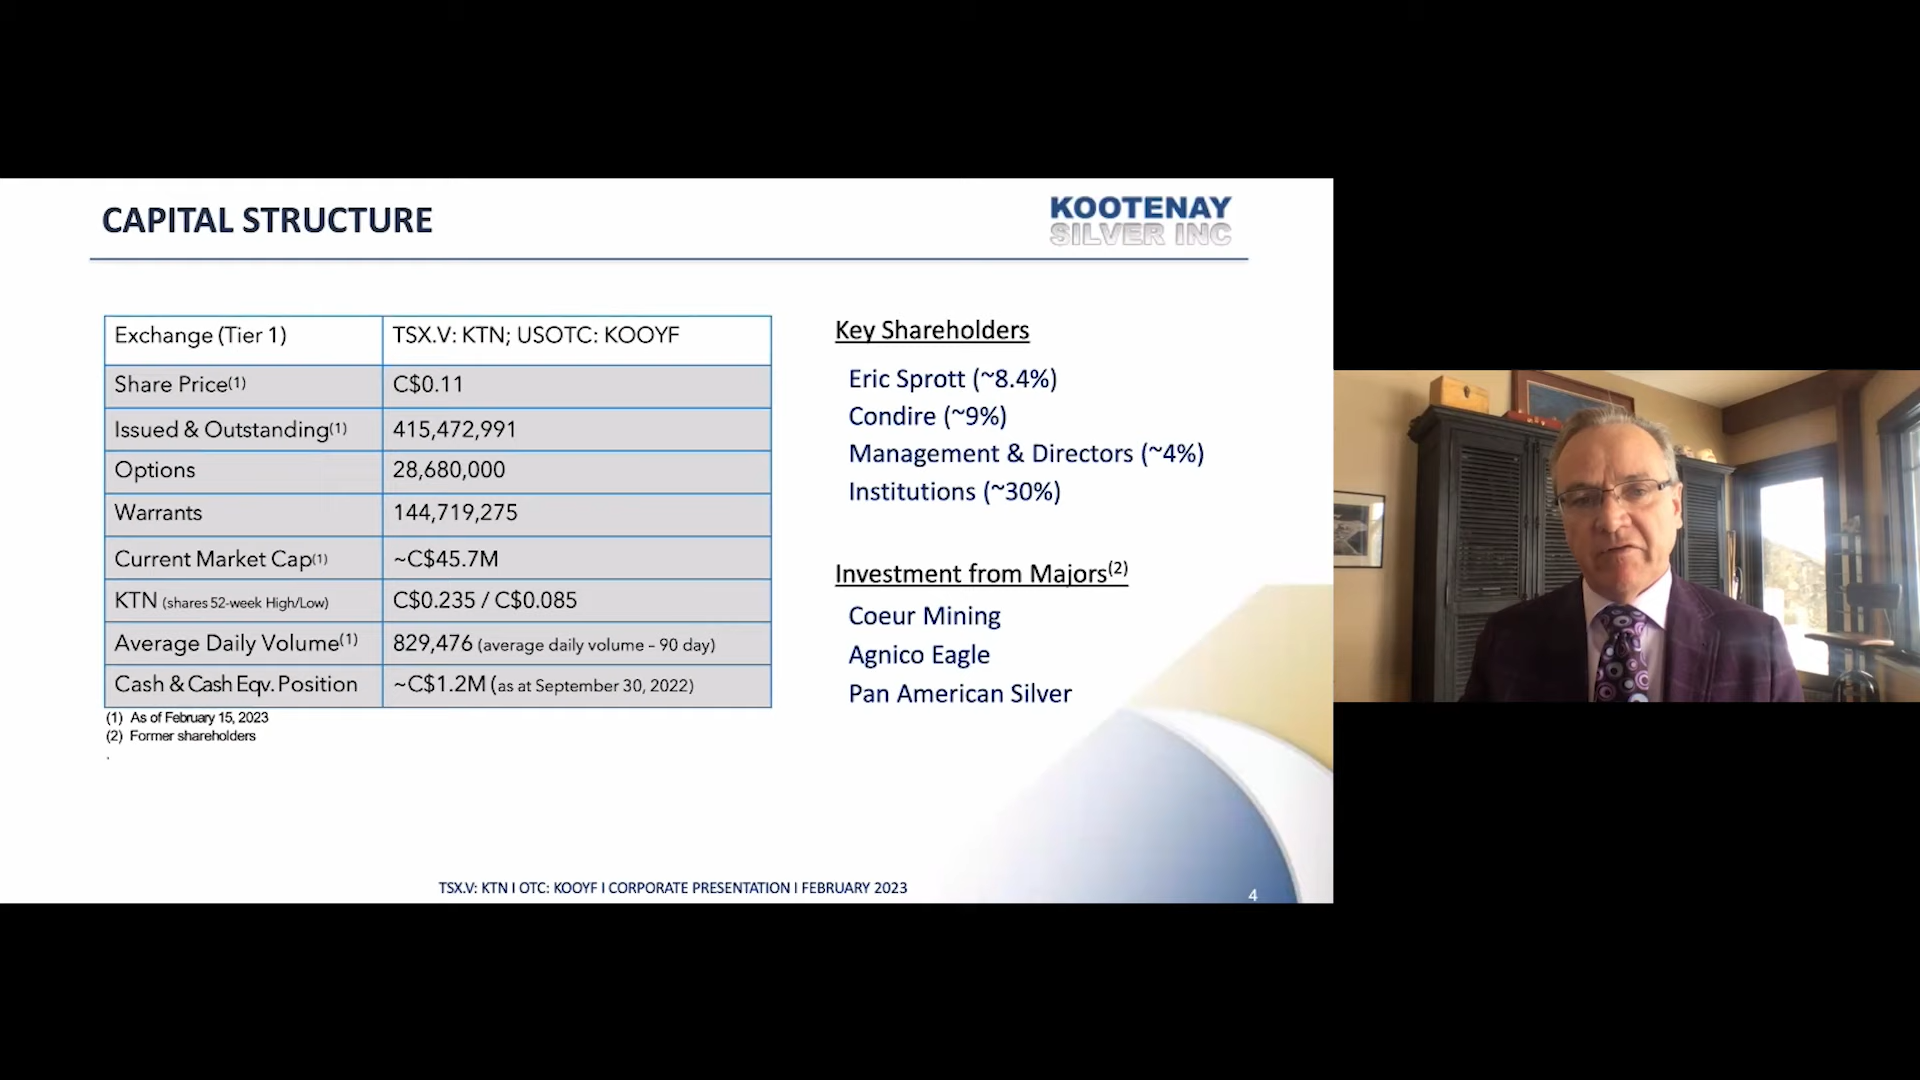 CAPITAL STRUCTURE
KOOTENAY
SILVER INC
Exchange (Tier 1) TSX.V: KTN; USOTC: KOOYF
Share Price(1) C$0.11
Issued & Outstanding(1) 415,472,991
Options 28,680,000
Warrants 144,719,275
Current Market Cap(1) ~C$45.7M
KTN (shares 52-week High/Low) C$0.235 / C$0.085
Average Daily Volume(1) 829,476 (average daily volume – 90 day)
Cash & Cash Eqv. Position ~C$1.2M (as at September 30, 2022)
(1) As of February 15, 2023
(2) Former shareholders
.
Key Shareholders
Eric Sprott (~8.4%)
Condire (~9%)
Management & Directors (~4%)
Institutions (~30%)
Investment from Majors(2)
Coeur Mining
Agnico Eagle
Pan American Silver
TSX.V: KTN I OTC: KOOYF I CORPORATE PRESENTATION I FEBRUARY 2023
4